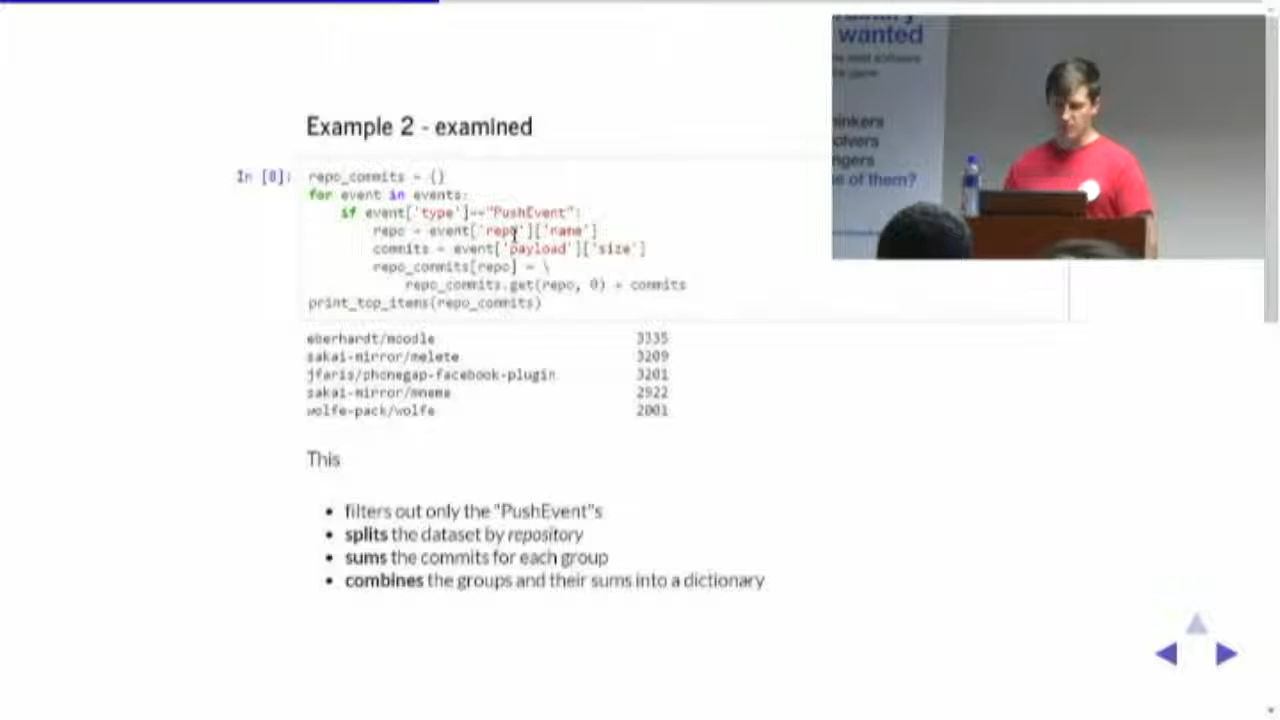 Example 2 - examined
In [8]: repo_commits = {}
for event in events:
    if event['type']=="PushEvent":
        repo = event['repo']['name']
        commits = event['payload']['size']
        repo_commits[repo] = \
            repo_commits.get(repo, 0) + commits
print_top_items(repo_commits)
eberhardt/moodle 3335
sakai-mirror/melete 3209
jfaris/phonegap-facebook-plugin 3201
sakai-mirror/mneme 2922
wolfe-pack/wolfe 2001
This
• filters out only the "PushEvent"s
• splits the dataset by repository
• sums the commits for each group
• combines the groups and their sums into a dictionary
wanted
of them?